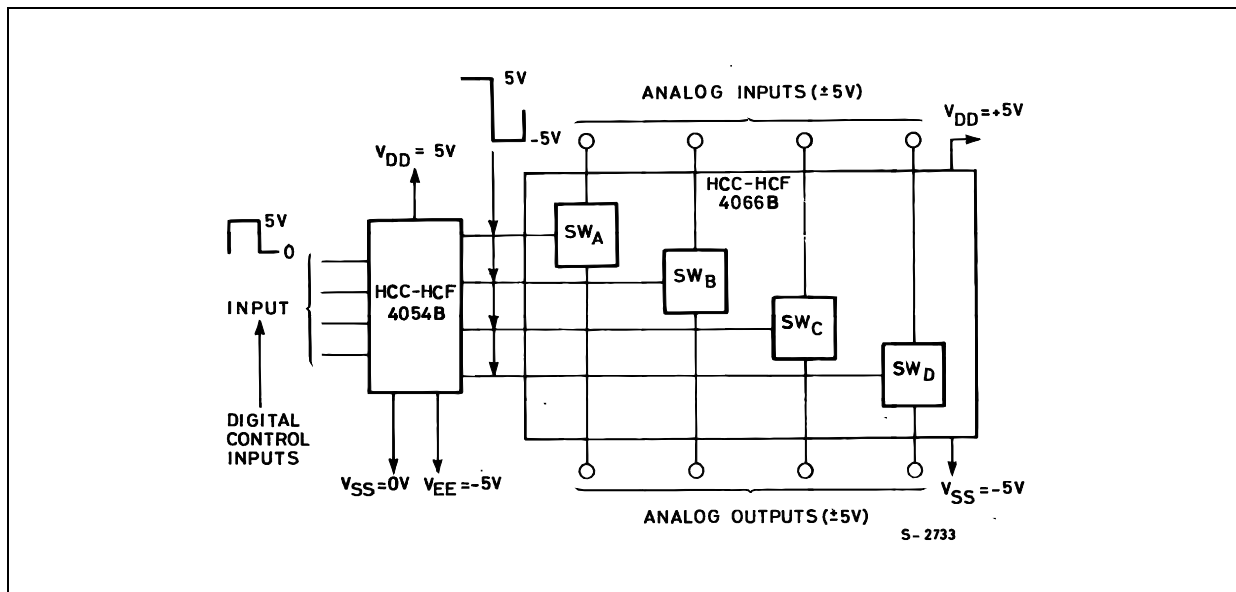 5V
-5V
ANALOG INPUTS (±5V)
VDD=+5V
VDD = 5V
HCC-HCF
4066B
5V
0
INPUT
HCC-HCF
4054B
SWA
SWB
SWC
SWD
DIGITAL
CONTROL
INPUTS
VSS=0V
VEE=-5V
VSS=-5V
ANALOG OUTPUTS (±5V)
S-2733